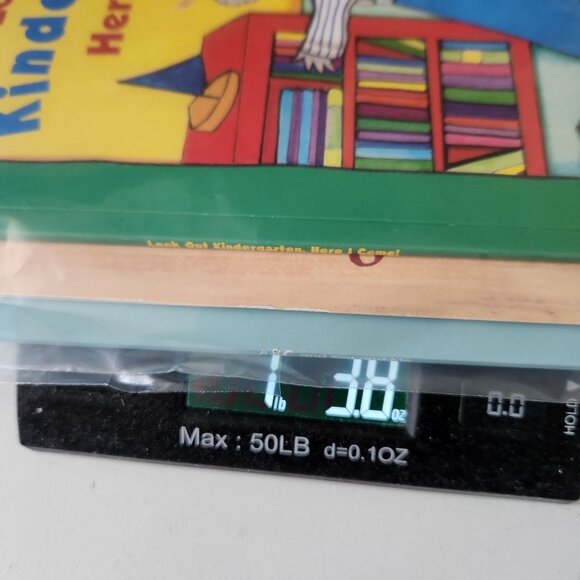 Kinde
Her
Look Out Kindergarten, Here I Come!
ABC
1 lb 3.8 oz
0.0
HOLD
Max : 50LB d=0.1OZ